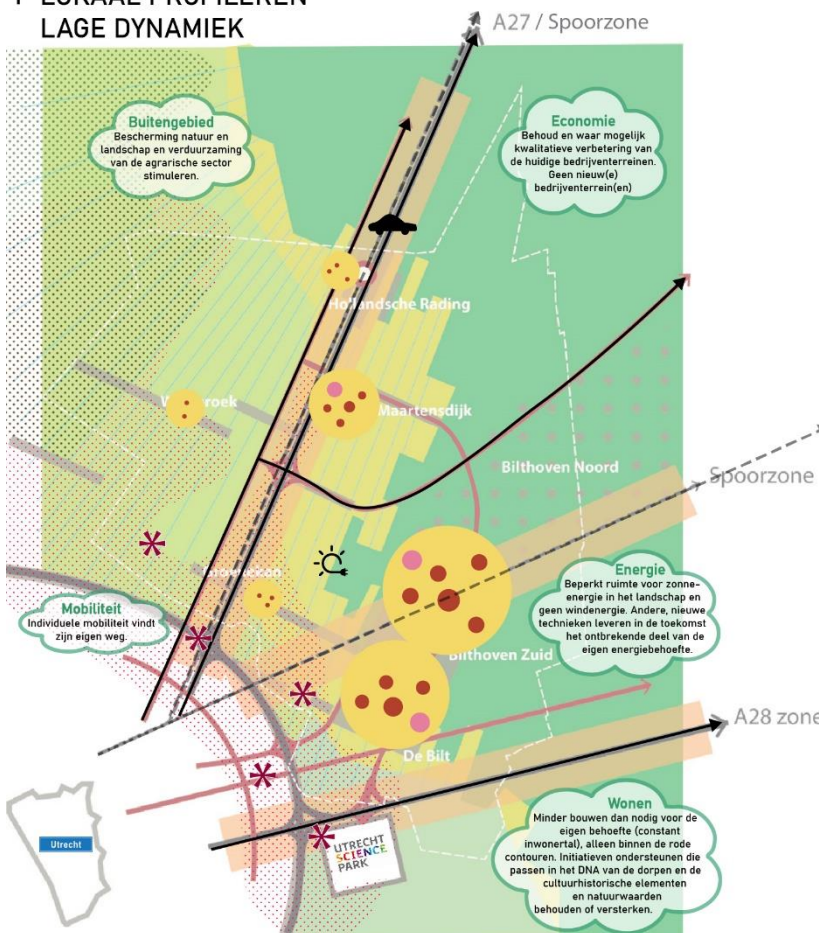 LOKAAL PROFILEREN
LAGE DYNAMIEK
A27 / Spoorzone
Buitengebied
Bescherming natuur en
landschap en verduurzaming
van de agrarische sector
stimuleren.
Economie
Behoud en waar mogelijk
kwalitatieve verbetering van
de huidige bedrijventerreinen.
Geen nieuw(e)
bedrijventerrein(en)
Hollandsche Rading
Maartensdijk
Bilthoven Noord
Spoorzone
Energie
Beperkt ruimte voor zonne-
energie in het landschap en
geen windenergie. Andere, nieuwe
technieken leveren in de toekomst
het ontbrekende deel van de
eigen energiebehoefte.
Mobiliteit
Individuele mobiliteit vindt
zijn eigen weg.
Bilthoven Zuid
A28 zone
De Bilt
Wonen
Minder bouwen dan nodig voor de
eigen behoefte (constant
inwonertal), alleen binnen de rode
contouren. Initiatieven ondersteunen die
passen in het DNA van de dorpen en de
cultuurhistorische elementen
en natuurwaarden
behouden of versterken.
UTRECHT
SCIENCE
PARK
Utrecht